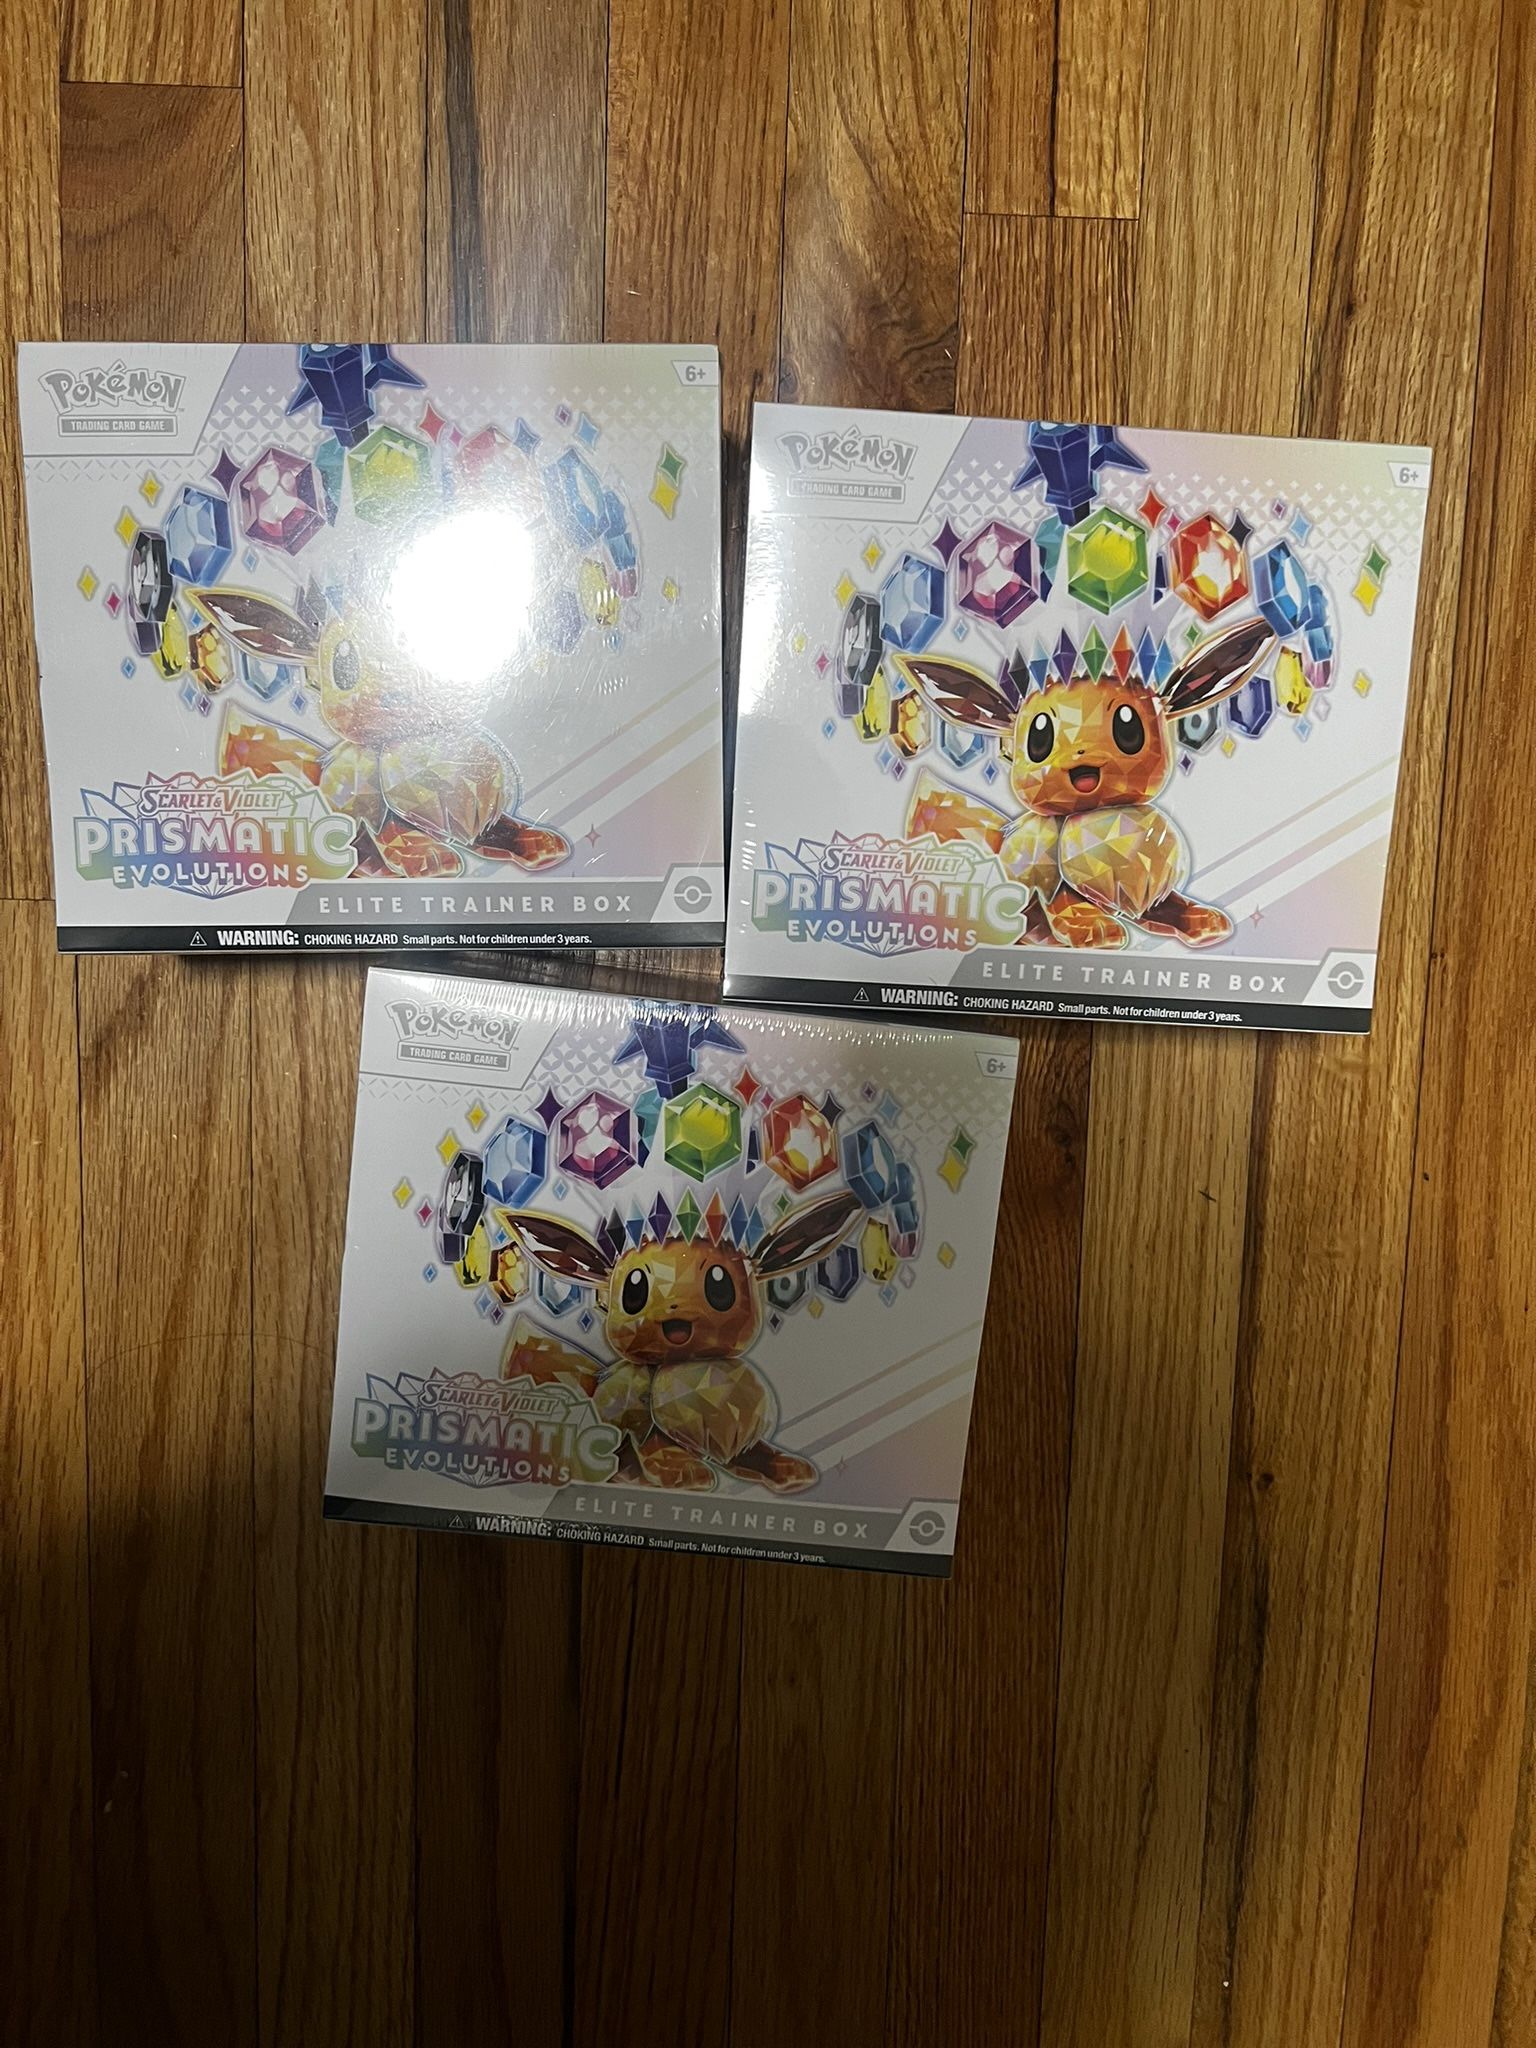 POKéMON
TRADING CARD GAME
6+
SCARLET & VIOLET
PRISMATIC
EVOLUTIONS
ELITE TRAINER BOX
WARNING: CHOKING HAZARD Small parts. Not for children under 3 years.
POKéMON
TRADING CARD GAME
6+
SCARLET & VIOLET
PRISMATIC
EVOLUTIONS
ELITE TRAINER BOX
WARNING: CHOKING HAZARD Small parts. Not for children under 3 years.
POKéMON
TRADING CARD GAME
6+
SCARLET & VIOLET
PRISMATIC
EVOLUTIONS
ELITE TRAINER BOX
WARNING: CHOKING HAZARD Small parts. Not for children under 3 years.